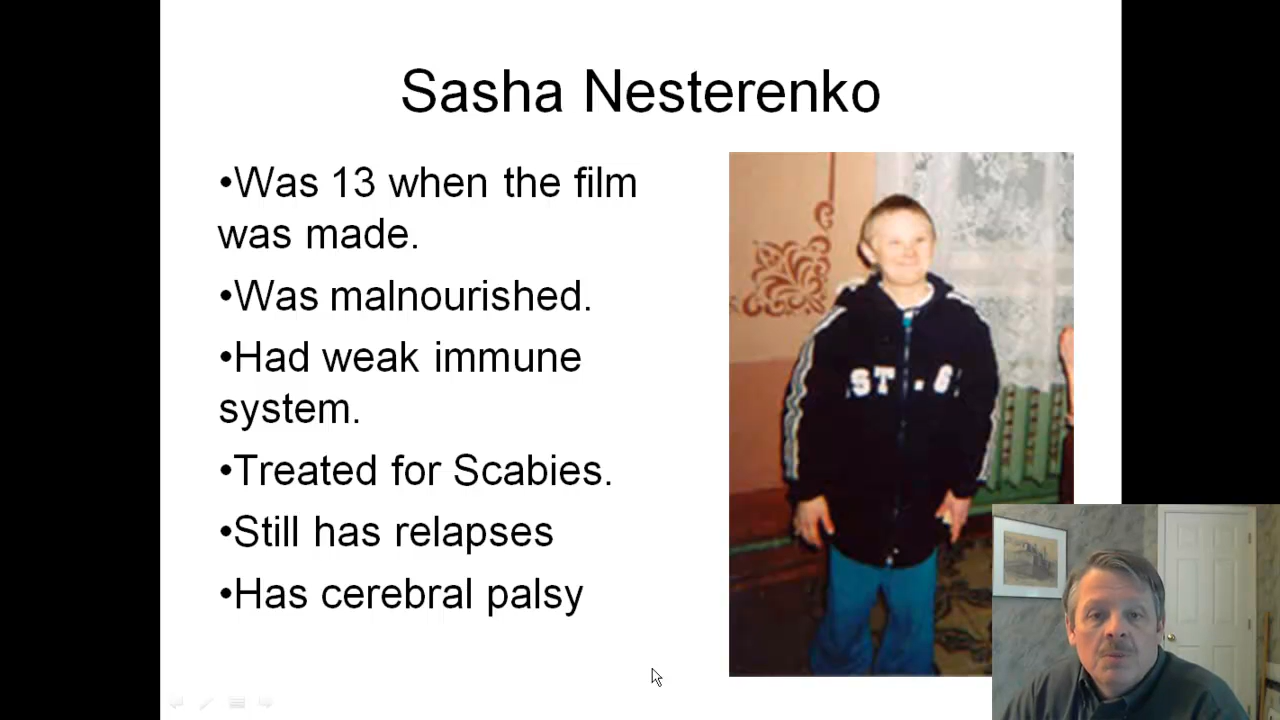 Sasha Nesterenko
•Was 13 when the film
was made.
•Was malnourished.
•Had weak immune
system.
•Treated for Scabies.
•Still has relapses
•Has cerebral palsy
ST.